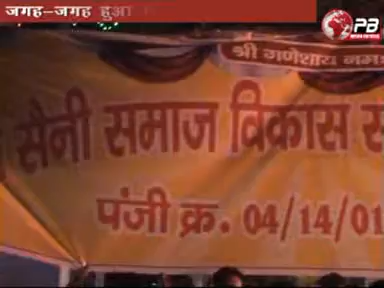 जगह-जगह हुआ
PB
श्री गणेशाय नमः
सैनी समाज विकास स
पंजी क्र. 04/14/01